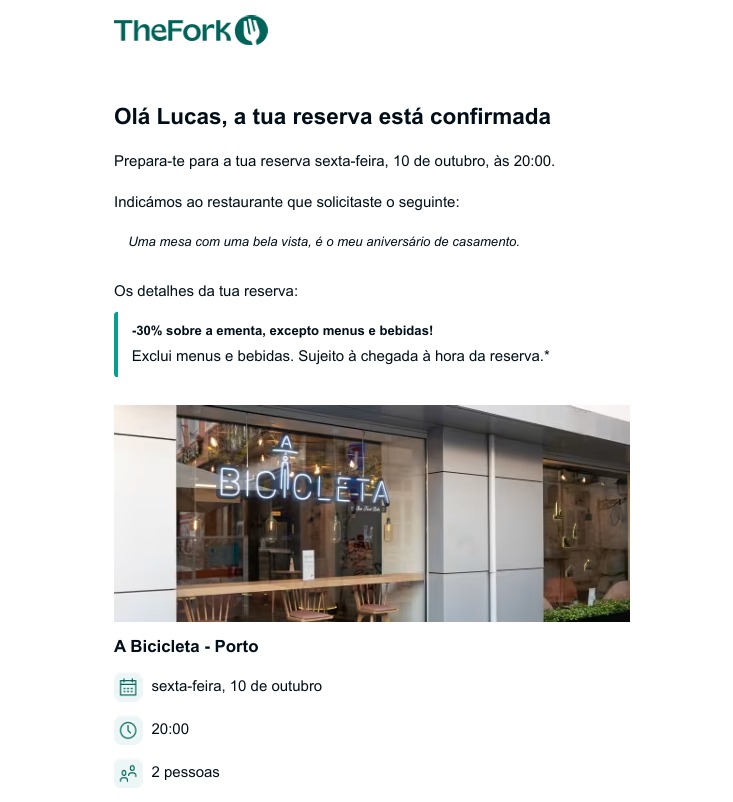 TheFork
Olá Lucas, a tua reserva está confirmada
Prepara-te para a tua reserva sexta-feira, 10 de outubro, às 20:00.
Indicámos ao restaurante que solicitaste o seguinte:
Uma mesa com uma bela vista, é o meu aniversário de casamento.
Os detalhes da tua reserva:
-30% sobre a ementa, excepto menus e bebidas!
Exclui menus e bebidas. Sujeito à chegada à hora da reserva.*
A
BICICLETA
A Bicicleta - Porto
sexta-feira, 10 de outubro
20:00
2 pessoas